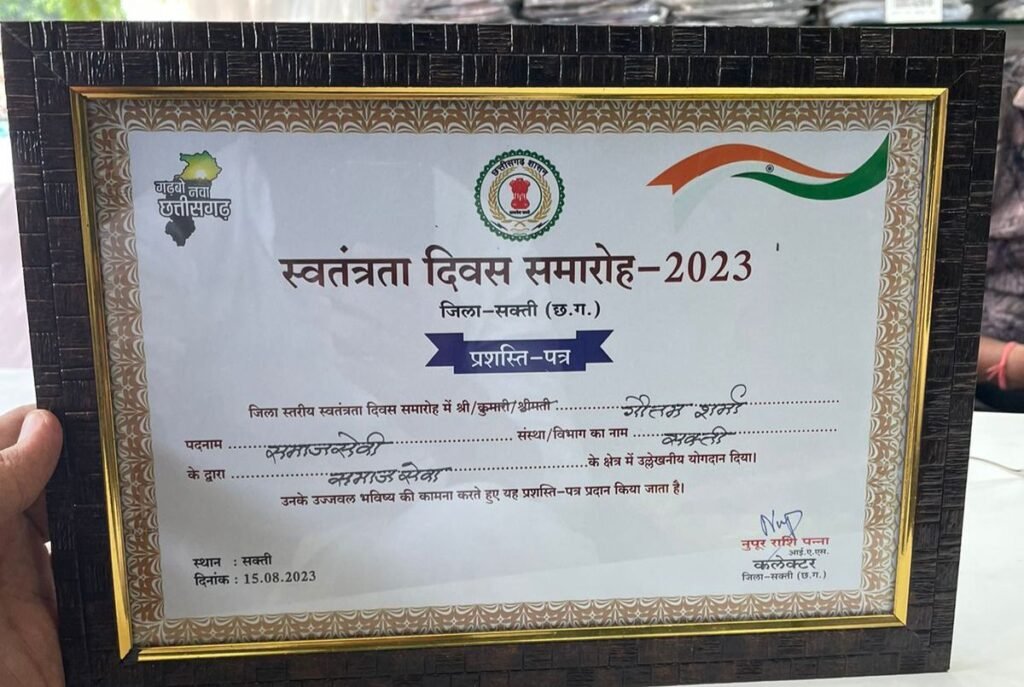 गढ़बो नवा
छत्तीसगढ़
छत्तीसगढ़ शासन
स्वतंत्रता दिवस समारोह-2023
जिला-सक्ती (छ.ग.)
प्रशस्ति-पत्र
जिला स्तरीय स्वतंत्रता दिवस समारोह में श्री/कुमारी/श्रीमती गौतम शर्मा
पदनाम समाजसेवी संस्था/विभाग का नाम सक्ती
के द्वारा समाज सेवा के क्षेत्र में उल्लेखनीय योगदान दिया।
उनके उज्जवल भविष्य की कामना करते हुए यह प्रशस्ति-पत्र प्रदान किया जाता है।
स्थान : सक्ती
दिनांक : 15.08.2023
नुपूर राशि पन्ना
आई.ए.एस.
कलेक्टर
जिला-सक्ती (छ.ग.)